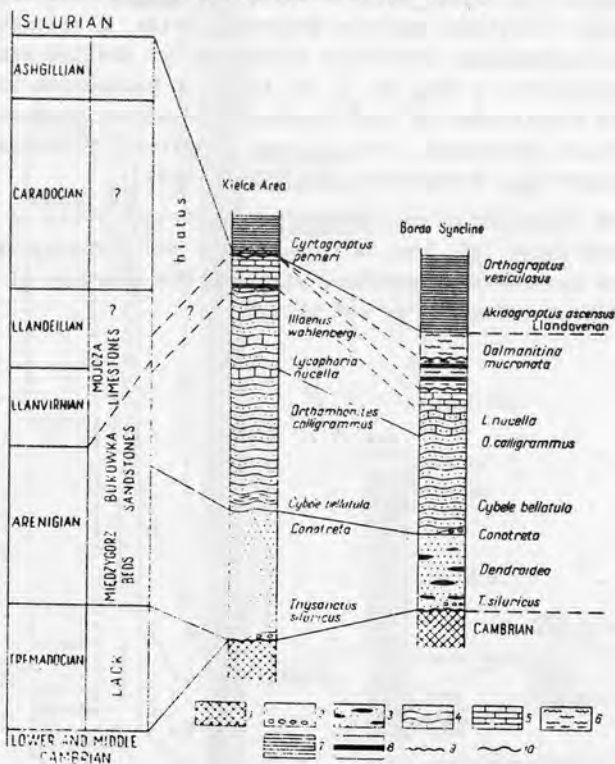 SILURIAN
ASHGILLIAN
CARADOCIAN
?
hiatus
LLANDEILIAN
?
?
MOJCZA
LIMESTONES
LLANVIRNIAN
BUKOWKA
SANDSTONES
ARENIGIAN
MIĘDZYGÓRZ
BEDS
TREMADOCIAN
LACK
LOWER AND MIDDLE
CAMBRIAN
Kielce Area
Cyrtograptus
perneri
Illaenus
wahlenbergi
Lycophoria
nucella
Orthambonites
calligrammus
Cybele bellatula
Conotreta
Thysanotus
siluricus
Bardo Syncline
Orthograptus
vesiculosus
Akidograptus ascensus
Llandoverian
Dalmanitina
mucronata
L. nucella
O. calligrammus
Cybele bellatula
Conotreta
Dendroidea
T. siluricus
CAMBRIAN
1 2 3 4 5 6
7 8 9 10